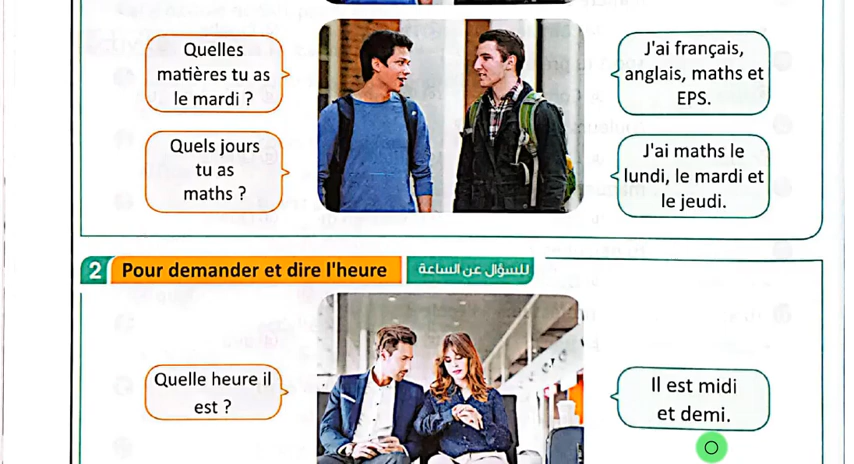 Quelles
matières tu as
le mardi ?
J'ai français,
anglais, maths et
EPS.
Quels jours
tu as
maths ?
J'ai maths le
lundi, le mardi et
le jeudi.
2 Pour demander et dire l'heure للسؤال عن الساعة
Quelle heure il
est ?
Il est midi
et demi.